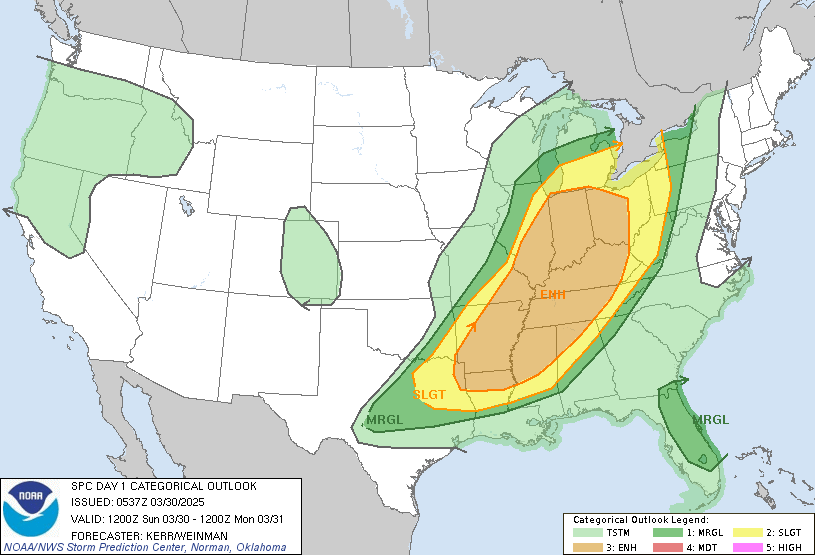 ENH
SLGT
MRGL
MRGL
NOAA
SPC DAY 1 CATEGORICAL OUTLOOK
ISSUED: 0537Z 03/30/2025
VALID: 1200Z Sun 03/30 - 1200Z Mon 03/31
FORECASTER: KERR/WEINMAN
NOAA/NWS Storm Prediction Center, Norman, Oklahoma
Categorical Outlook Legend:
TSTM 1: MRGL 2: SLGT
3: ENH 4: MDT 5: HIGH